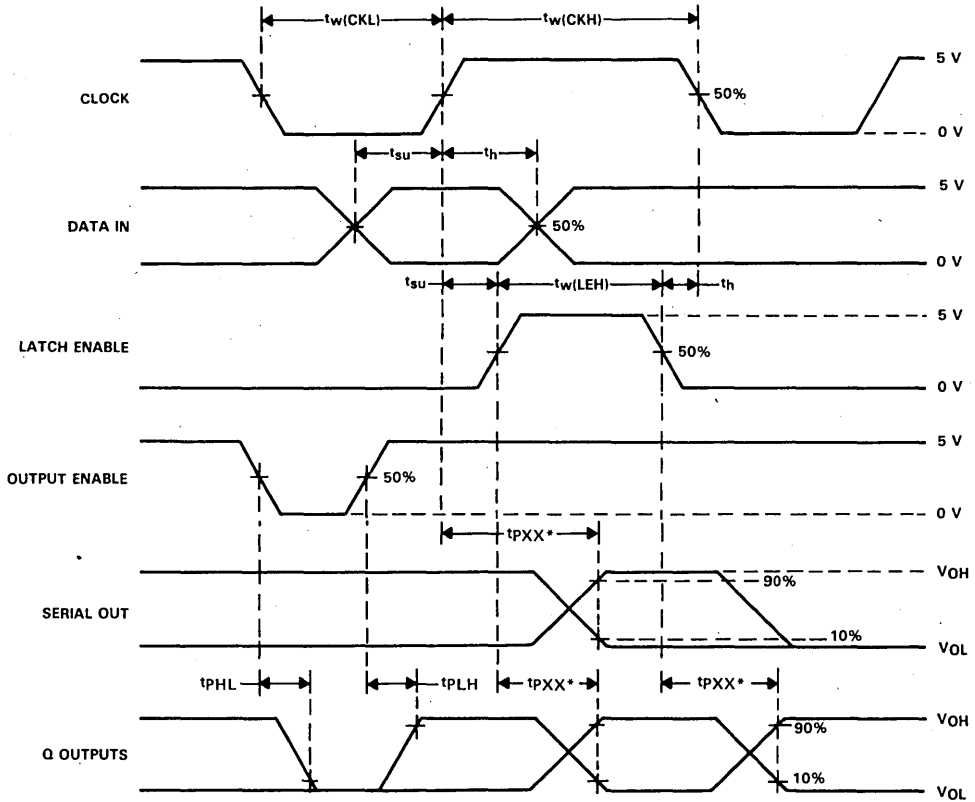 tw(CKL) tw(CKH)
5 V
CLOCK 50%
0 V
tsu th
5 V
DATA IN 50%
0 V
tsu tw(LEH) th
5 V
LATCH ENABLE 50%
0 V
5 V
OUTPUT ENABLE 50%
0 V
tPXX*
VOH
90%
SERIAL OUT
10%
VOL
tPHL tPLH tPXX* tPXX*
VOH
90%
Q OUTPUTS
10%
VOL